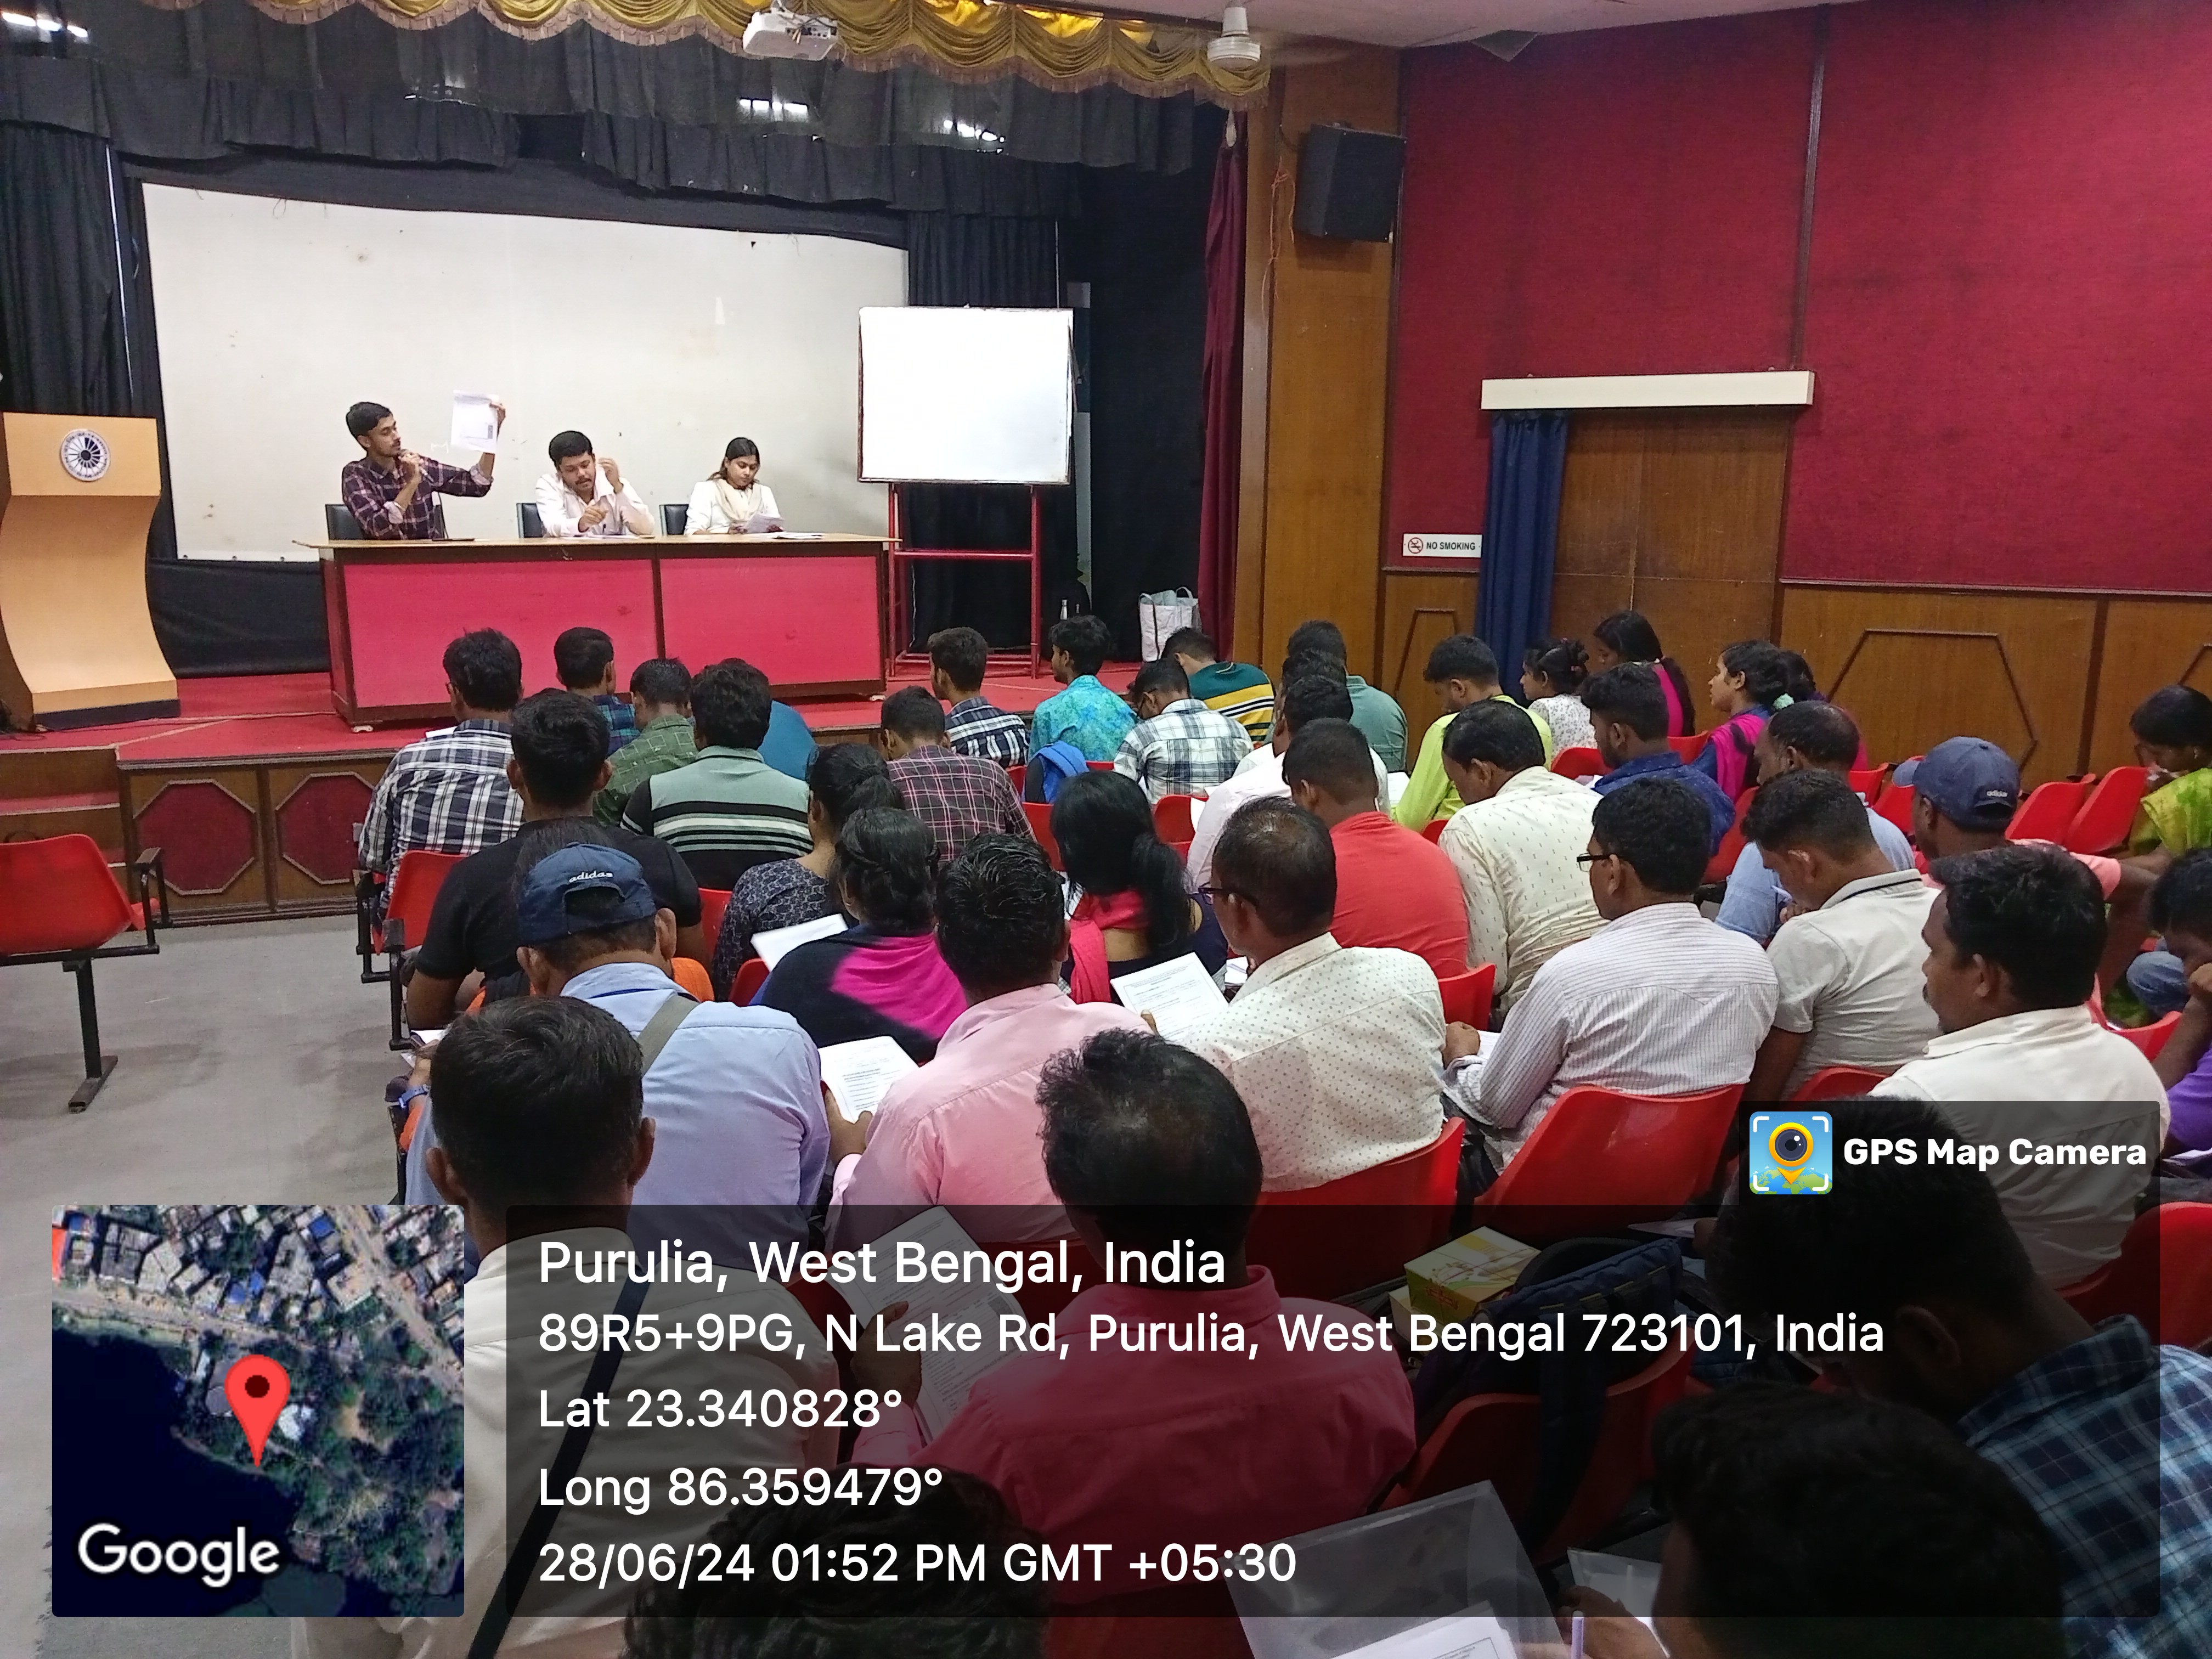 NO SMOKING
adidas
adidas
GPS Map Camera
Purulia, West Bengal, India
89R5+9PG, N Lake Rd, Purulia, West Bengal 723101, India
Lat 23.340828°
Long 86.359479°
28/06/24 01:52 PM GMT +05:30
Google